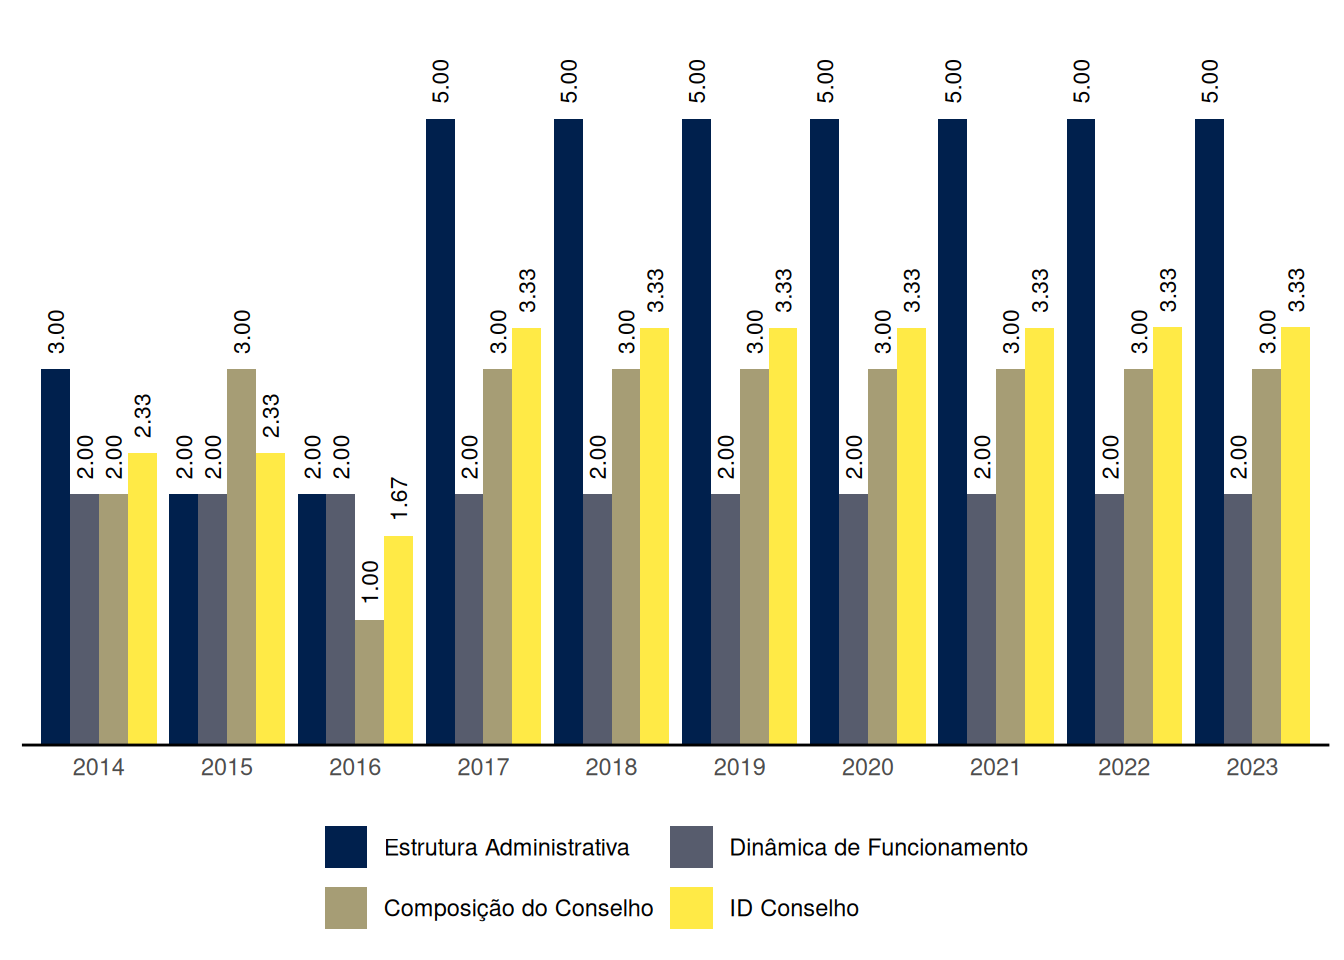 5.00 5.00 5.00 5.00 5.00 5.00 5.00
3.33 3.33 3.33 3.33 3.33 3.33 3.33
3.00 3.00 3.00 3.00 3.00 3.00 3.00 3.00 3.00
2.33 2.33
2.00 2.00 2.00 2.00 2.00 2.00 2.00 2.00 2.00 2.00 2.00 2.00 2.00
1.67
1.00
2014 2015 2016 2017 2018 2019 2020 2021 2022 2023
Estrutura Administrativa Dinâmica de Funcionamento
Composição do Conselho ID Conselho